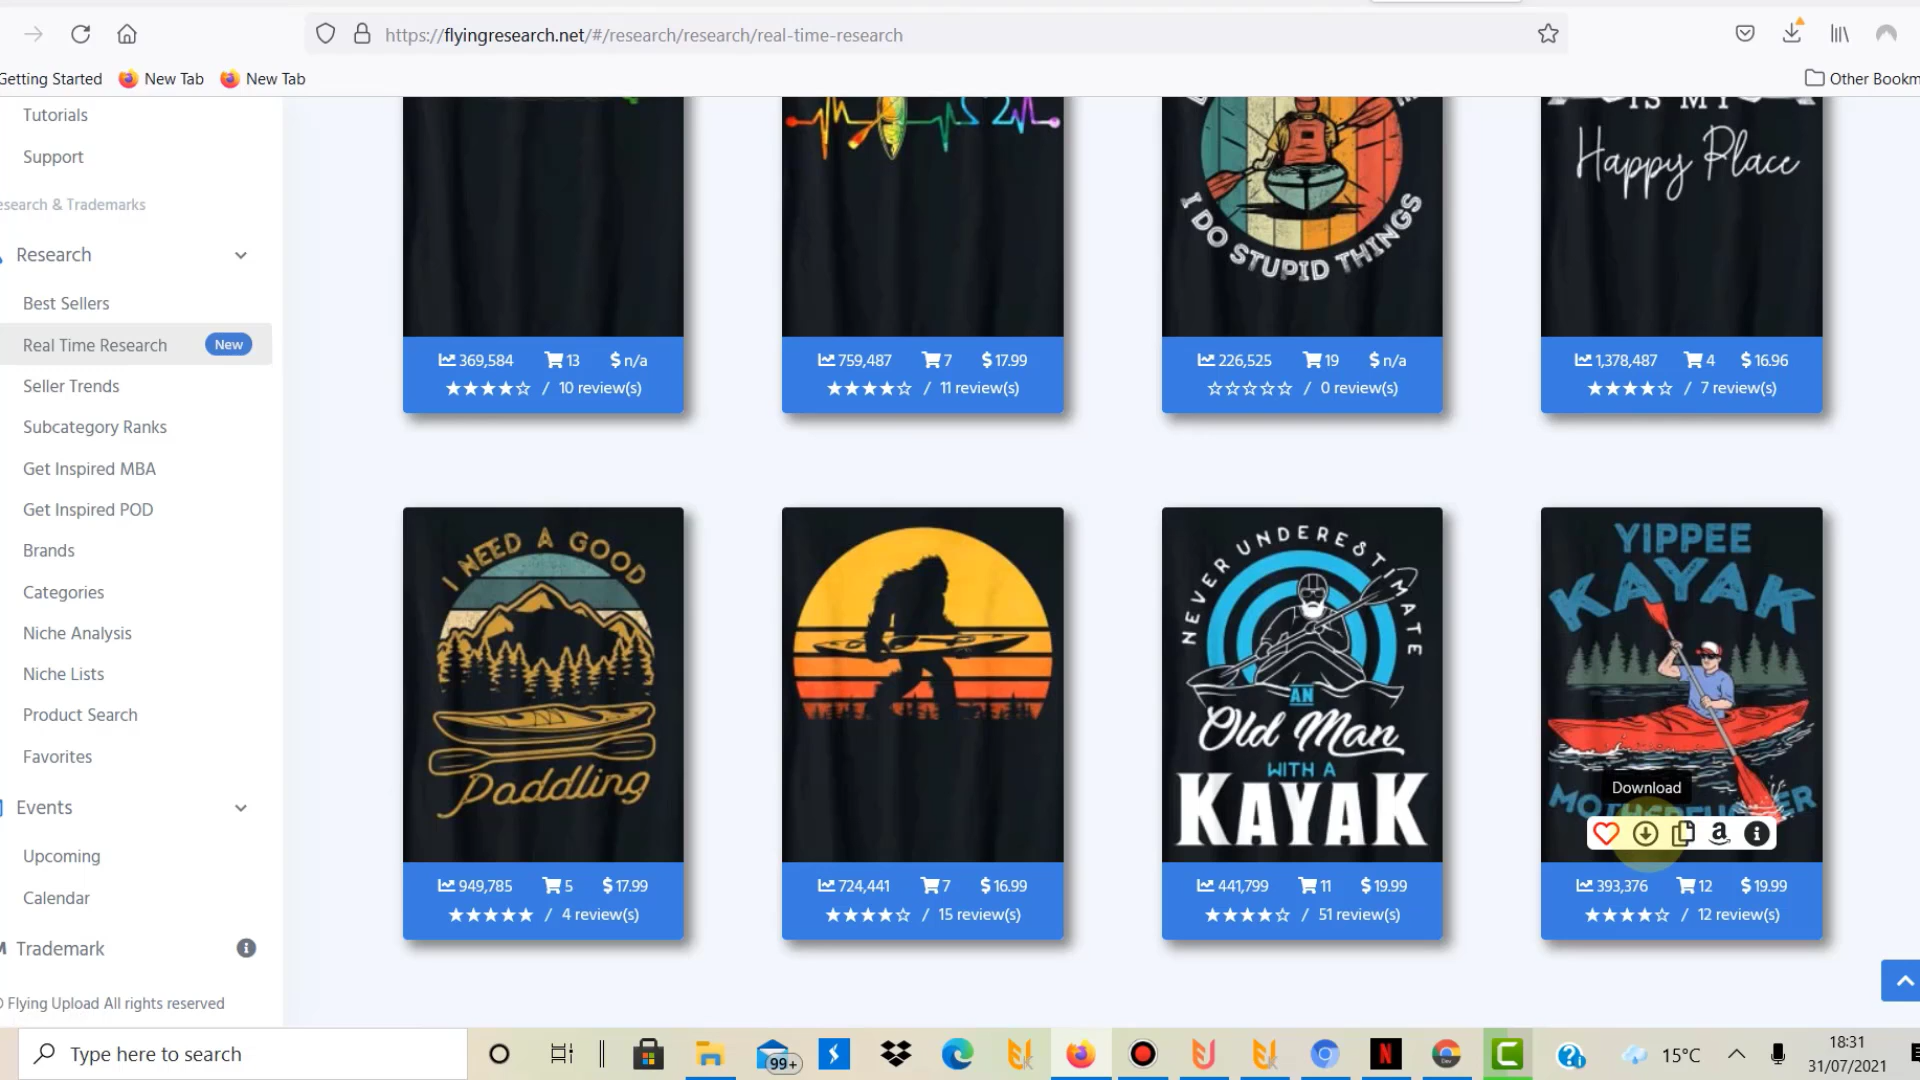 https://flyingresearch.net/#/research/research/real-time-research
Getting Started
New Tab
New Tab
Other Bookm
Tutorials
Support
esearch & Trademarks
Research
Best Sellers
Real Time Research
New
Seller Trends
Subcategory Ranks
Get Inspired MBA
Get Inspired POD
Brands
Categories
Niche Analysis
Niche Lists
Product Search
Favorites
Events
Upcoming
Calendar
Trademark
Flying Upload All rights reserved
I DO STUPID THINGS
IS MY
Happy Place
369,584 13 $ n/a
/ 10 review(s)
759,487 7 $17.99
/ 11 review(s)
226,525 19 $ n/a
/ 0 review(s)
1,378,487 4 $16.96
/ 7 review(s)
I NEED A GOOD
Paddling
NEVER UNDERESTIMATE
AN
Old Man
WITH A
KAYAK
YIPPEE
KAYAK
Download
949,785 5 $17.99
/ 4 review(s)
724,441 7 $16.99
/ 15 review(s)
441,799 11 $19.99
/ 51 review(s)
393,376 12 $19.99
/ 12 review(s)
Type here to search
99+
15°C
18:31
31/07/2021